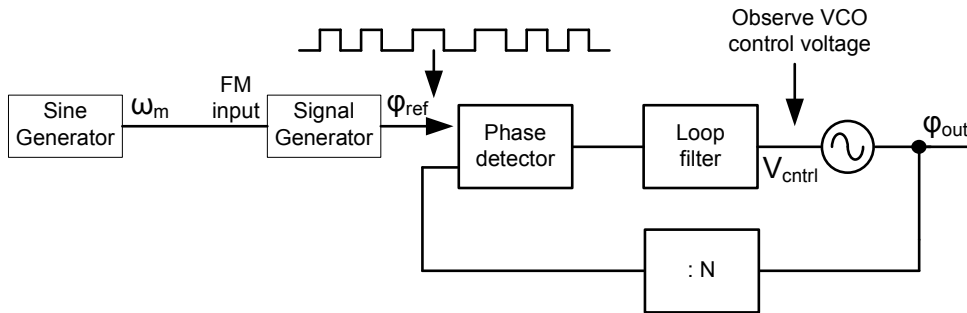 Observe VCO
control voltage
FM
input
Sine
Generator
ωm
Signal
Generator
φref
Phase
detector
Loop
filter
Vcntrl
φout
: N